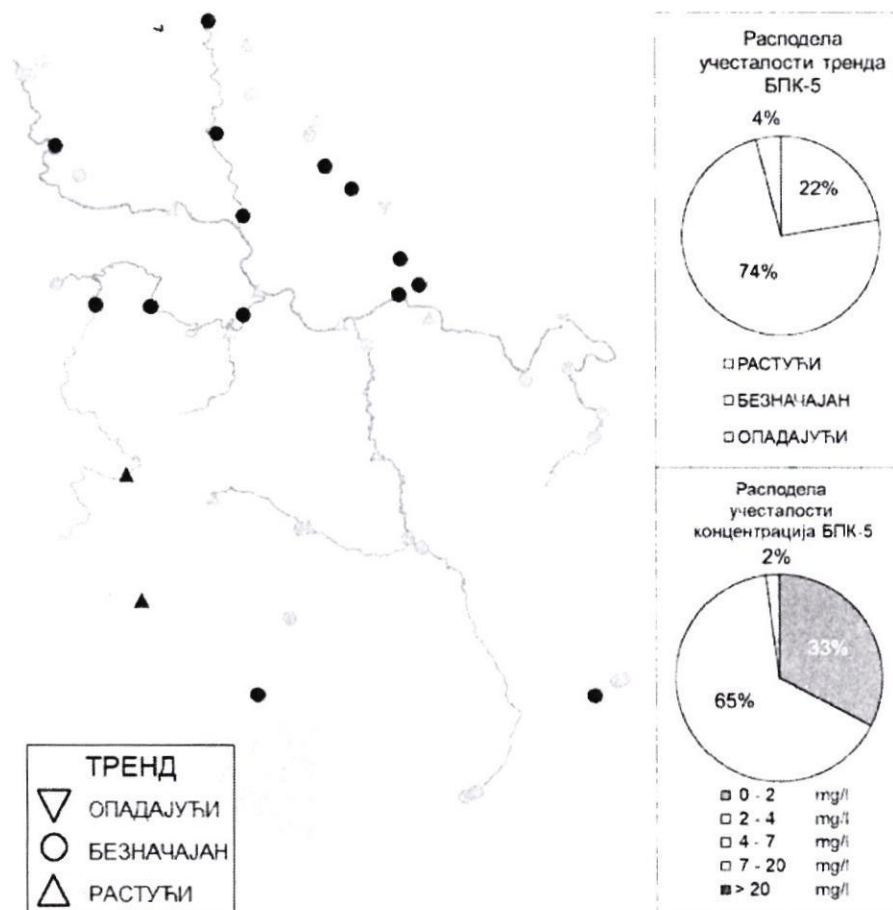 Расподела
учесталости тренда
БПК-5
4%
22%
74%
РАСТУЋИ
БЕЗНАЧАЈАН
ОПАДАЈУЋИ
Расподела
учесталости
концентрација БПК-5
2%
33%
65%
0 - 2 mg/l
2 - 4 mg/l
4 - 7 mg/l
7 - 20 mg/l
> 20 mg/l
ТРЕНД
ОПАДАЈУЋИ
БЕЗНАЧАЈАН
РАСТУЋИ